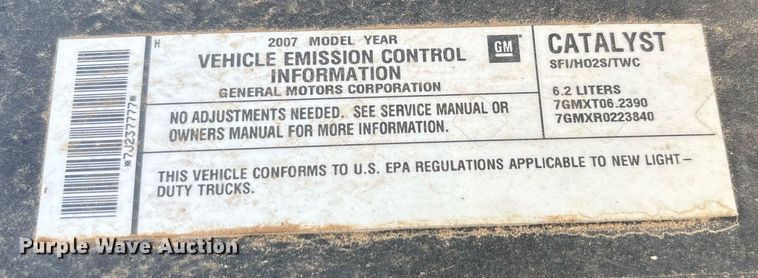 *7J237777*
H
2007 MODEL YEAR
VEHICLE EMISSION CONTROL
INFORMATION
GENERAL MOTORS CORPORATION
GM
CATALYST
SFI/HO2S/TWC
6.2 LITERS
7GMXT06.2390
7GMXR0223840
NO ADJUSTMENTS NEEDED. SEE SERVICE MANUAL OR
OWNERS MANUAL FOR MORE INFORMATION.
THIS VEHICLE CONFORMS TO U.S. EPA REGULATIONS APPLICABLE TO NEW LIGHT-
DUTY TRUCKS.
Purple Wave Auction